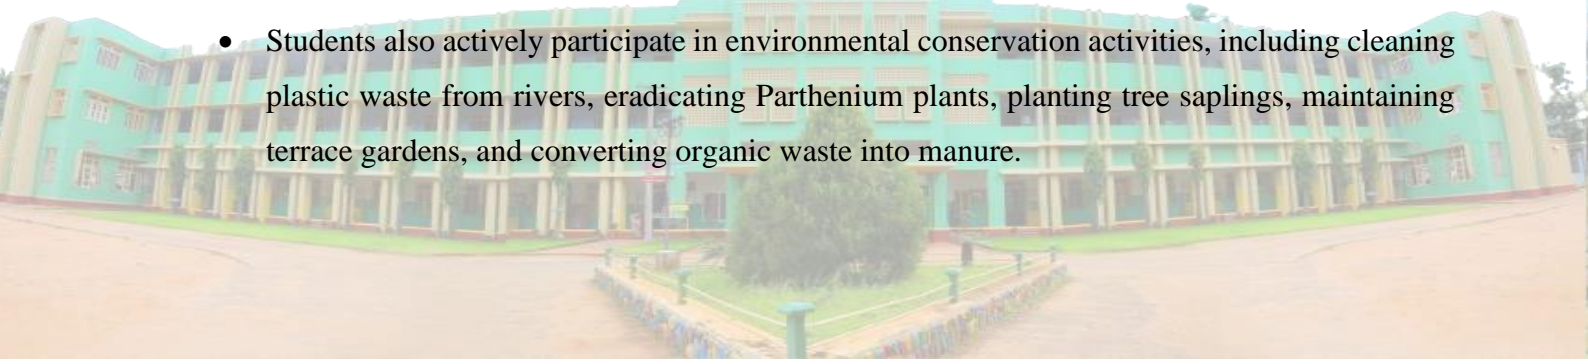 • Students also actively participate in environmental conservation activities, including cleaning
plastic waste from rivers, eradicating Parthenium plants, planting tree saplings, maintaining
terrace gardens, and converting organic waste into manure.